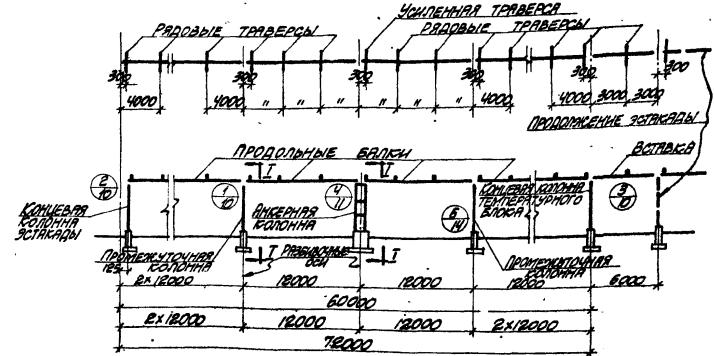 УСИЛЕННАЯ ТРАВЕРСА
РЯДОВЫЕ ТРАВЕРСЫ
РЯДОВЫЕ ТРАВЕРСЫ
300 300 300 300 300
4000 4000 " " " " " " 4000 4000 3000 3000
ПРОДОЛЖЕНИЕ ЭСТАКАДЫ
ПРОДОЛЬНЫЕ БАЛКИ
ВСТАВКА
I I
2/10 1/10 4/11 6/14 3/10
КОНЦЕВАЯ КОЛОННА ЭСТАКАДЫ
АНКЕРНАЯ КОЛОННА
КОНЦЕВАЯ КОЛОННА ТЕМПЕРАТУРНОГО БЛОКА
ПРОМЕЖУТОЧНАЯ КОЛОННА
РАЗБИВОЧНЫЕ ОСИ
I I
ПРОМЕЖУТОЧНАЯ КОЛОННА
125
2×12000 12000 12000 12000 6000
60000
2×12000 12000 12000 2×12000
72000